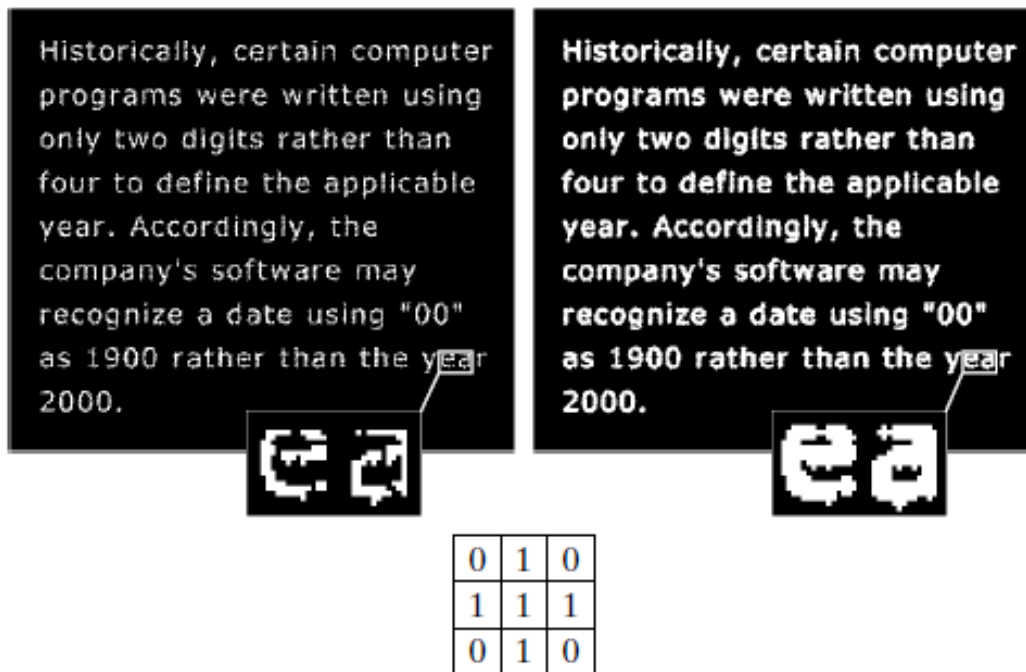 Historically, certain computer
programs were written using
only two digits rather than
four to define the applicable
year. Accordingly, the
company's software may
recognize a date using "00"
as 1900 rather than the year
2000.
ea
Historically, certain computer
programs were written using
only two digits rather than
four to define the applicable
year. Accordingly, the
company's software may
recognize a date using "00"
as 1900 rather than the year
2000.
ea
0 1 0
1 1 1
0 1 0